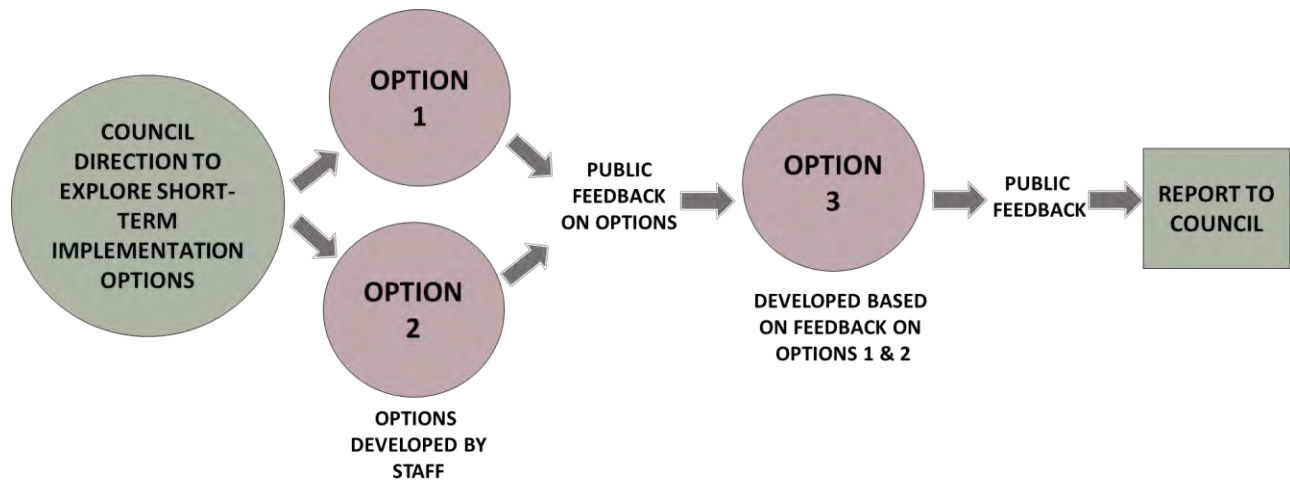 COUNCIL
DIRECTION TO
EXPLORE SHORT-
TERM
IMPLEMENTATION
OPTIONS
OPTION
1
OPTION
2
OPTIONS
DEVELOPED BY
STAFF
PUBLIC
FEEDBACK
ON OPTIONS
OPTION
3
DEVELOPED BASED
ON FEEDBACK ON
OPTIONS 1 & 2
PUBLIC
FEEDBACK
REPORT TO
COUNCIL